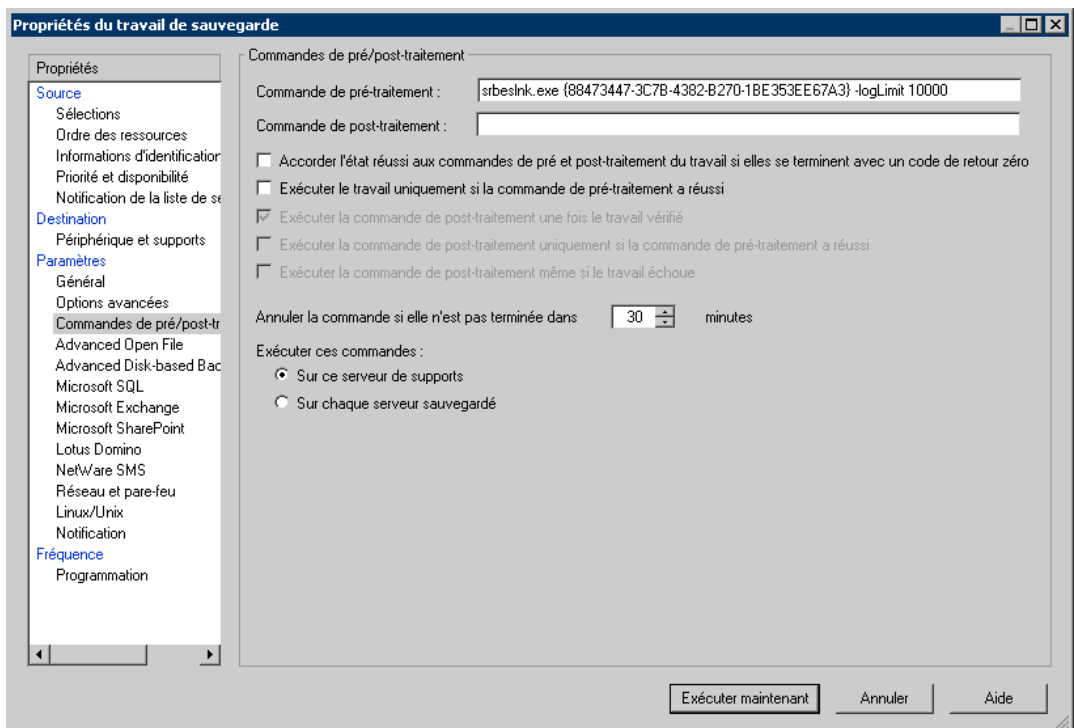 Propriétés du travail de sauvegarde
Propriétés
Source
Sélections
Ordre des ressources
Informations d'identification
Priorité et disponibilité
Notification de la liste de sé
Destination
Périphérique et supports
Paramètres
Général
Options avancées
Commandes de pré/post-tr
Advanced Open File
Advanced Disk-based Bac
Microsoft SQL
Microsoft Exchange
Microsoft SharePoint
Lotus Domino
NetWare SMS
Réseau et pare-feu
Linux/Unix
Notification
Fréquence
Programmation
Commandes de pré/post-traitement
Commande de pré-traitement : srbeslnk.exe {88473447-3C7B-4382-B270-1BE353EE67A3} -logLimit 10000
Commande de post-traitement :
Accorder l'état réussi aux commandes de pré et post-traitement du travail si elles se terminent avec un code de retour zéro
Exécuter le travail uniquement si la commande de pré-traitement a réussi
Exécuter la commande de post-traitement une fois le travail vérifié
Exécuter la commande de post-traitement uniquement si la commande de pré-traitement a réussi
Exécuter la commande de post-traitement même si le travail échoue
Annuler la commande si elle n'est pas terminée dans 30 minutes
Exécuter ces commandes :
Sur ce serveur de supports
Sur chaque serveur sauvegardé
Exécuter maintenant Annuler Aide